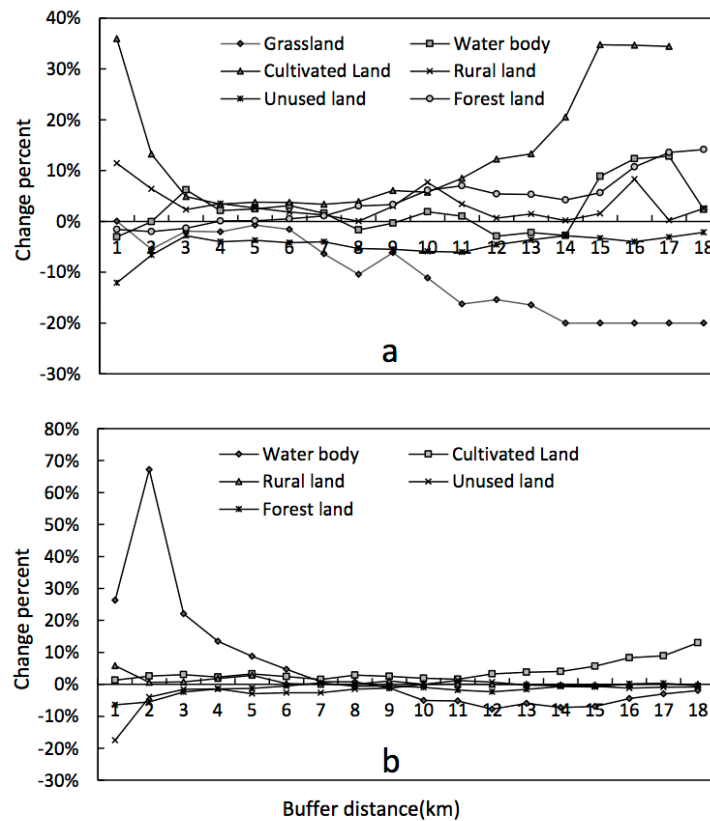 40%
30%
20%
10%
0%
-10%
-20%
-30%
Change percent
Grassland Water body
Cultivated Land Rural land
Unused land Forest land
1 2 3 4 5 6 7 8 9 10 11 12 13 14 15 16 17 18
a
80%
70%
60%
50%
40%
30%
20%
10%
0%
-10%
-20%
-30%
Change percent
Water body Cultivated Land
Rural land Unused land
Forest land
1 2 3 4 5 6 7 8 9 10 11 12 13 14 15 16 17 18
b
Buffer distance(km)